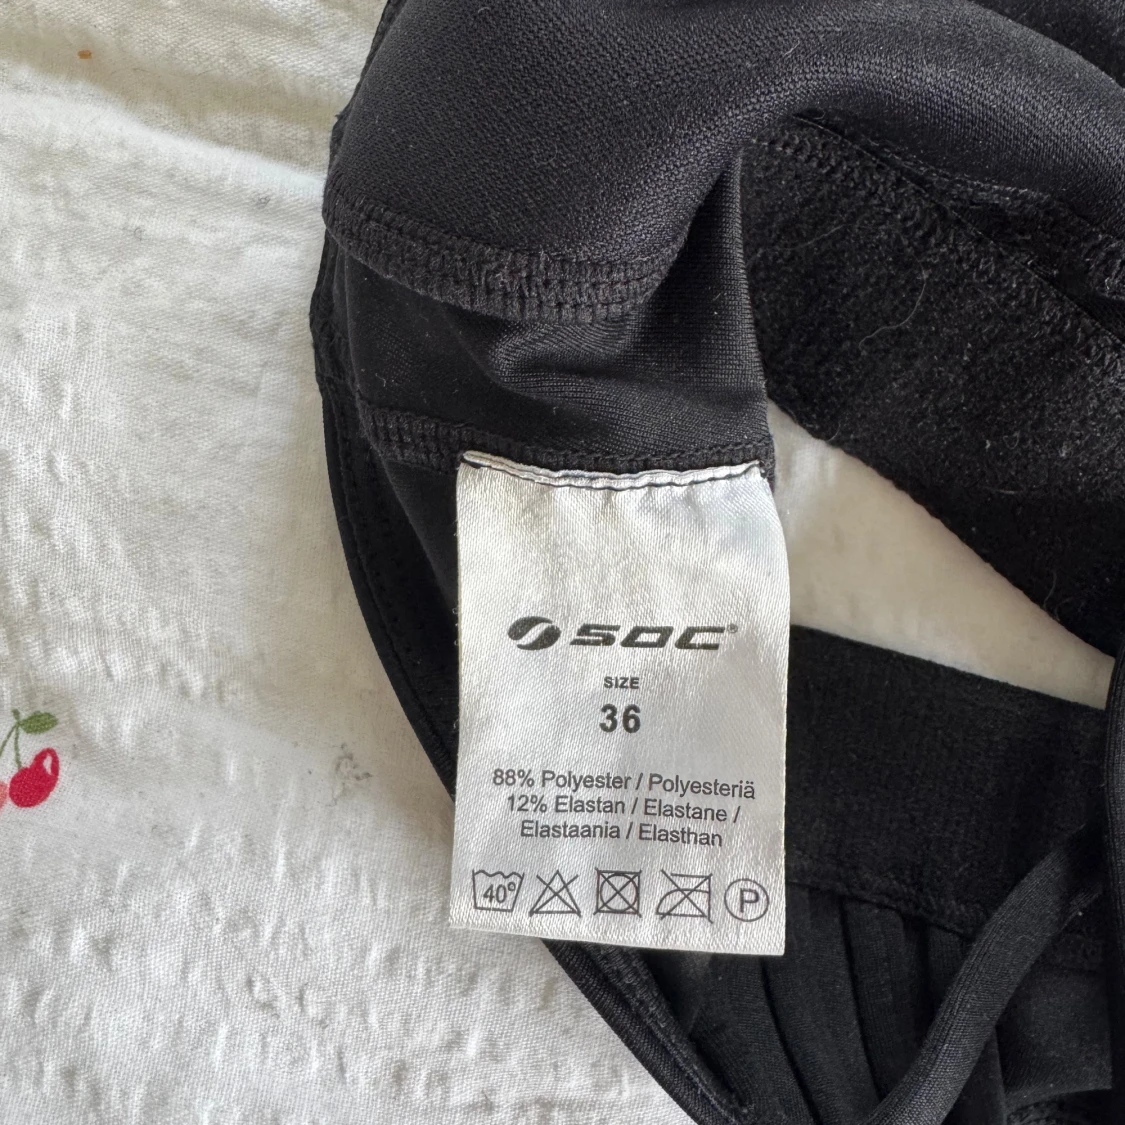 SOC®
SIZE
36
88% Polyester / Polyesteriä
12% Elastan / Elastane /
Elastaania / Elasthan
40° P